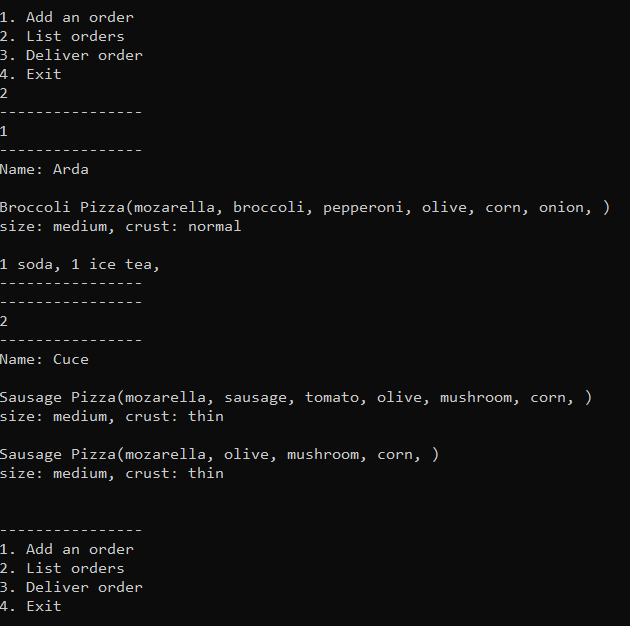 1. Add an order
2. List orders
3. Deliver order
4. Exit
2
----------------
1
----------------
Name: Arda
Broccoli Pizza(mozarella, broccoli, pepperoni, olive, corn, onion, )
size: medium, crust: normal
1 soda, 1 ice tea,
----------------
----------------
2
----------------
Name: Cuce
Sausage Pizza(mozarella, sausage, tomato, olive, mushroom, corn, )
size: medium, crust: thin
Sausage Pizza(mozarella, olive, mushroom, corn, )
size: medium, crust: thin
----------------
1. Add an order
2. List orders
3. Deliver order
4. Exit